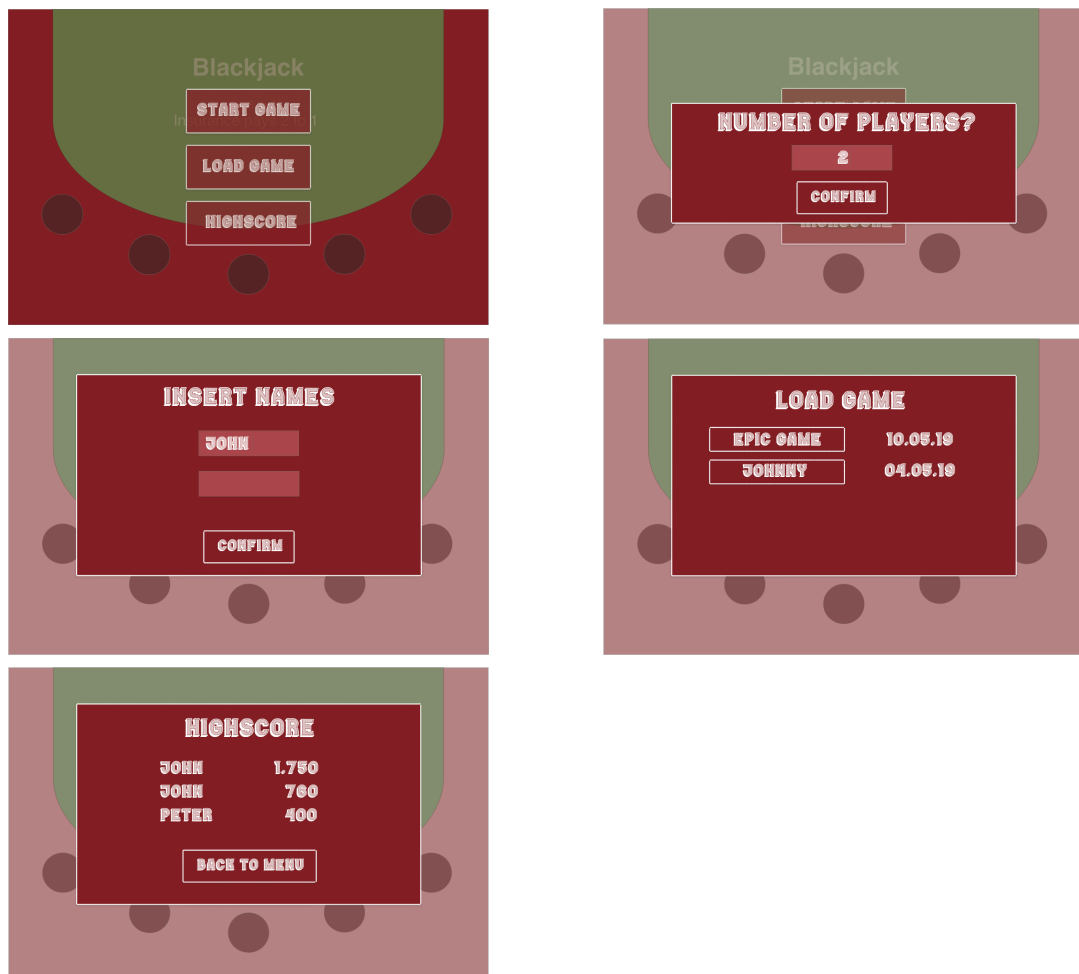 Blackjack
START GAME
LOAD GAME
HIGHSCORE
Blackjack
NUMBER OF PLAYERS?
2
CONFIRM
HIGHSCORE
INSERT NAMES
JOHN
CONFIRM
LOAD GAME
EPIC GAME 10.05.19
JOHNNY 04.05.19
HIGHSCORE
JOHN 1.750
JOHN 760
PETER 400
BACK TO MENU